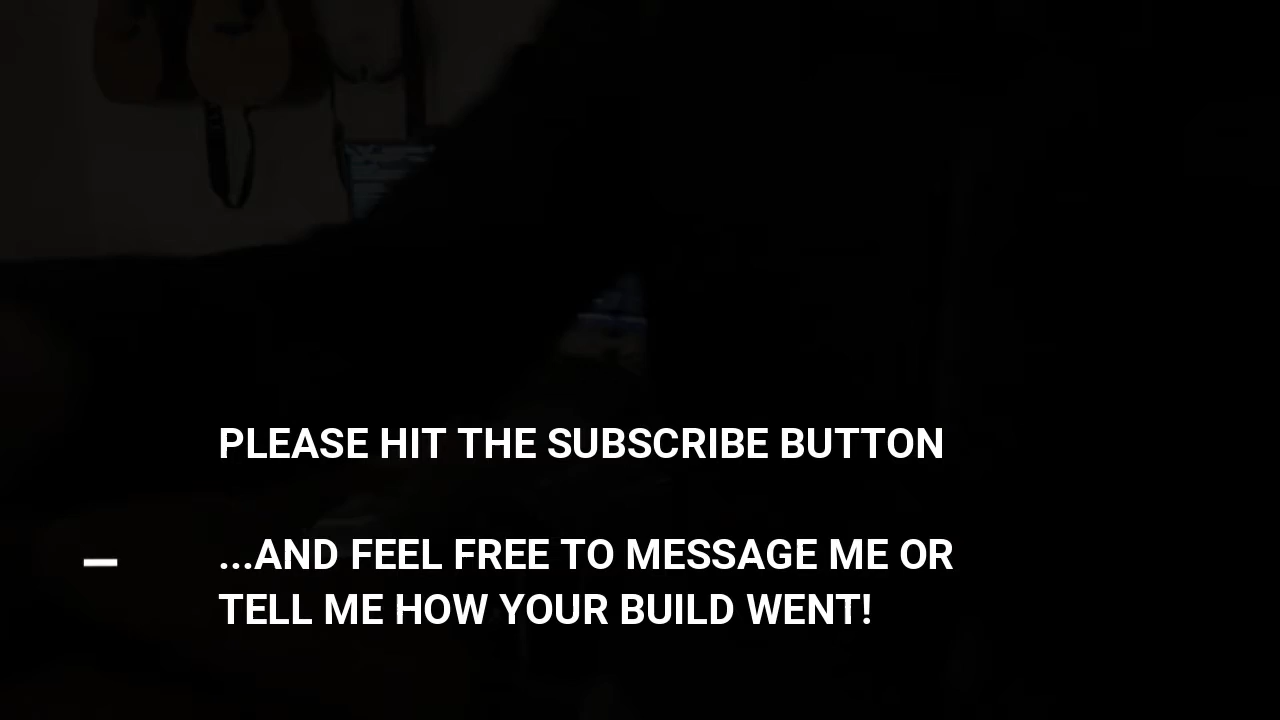 PLEASE HIT THE SUBSCRIBE BUTTON
...AND FEEL FREE TO MESSAGE ME OR
TELL ME HOW YOUR BUILD WENT!